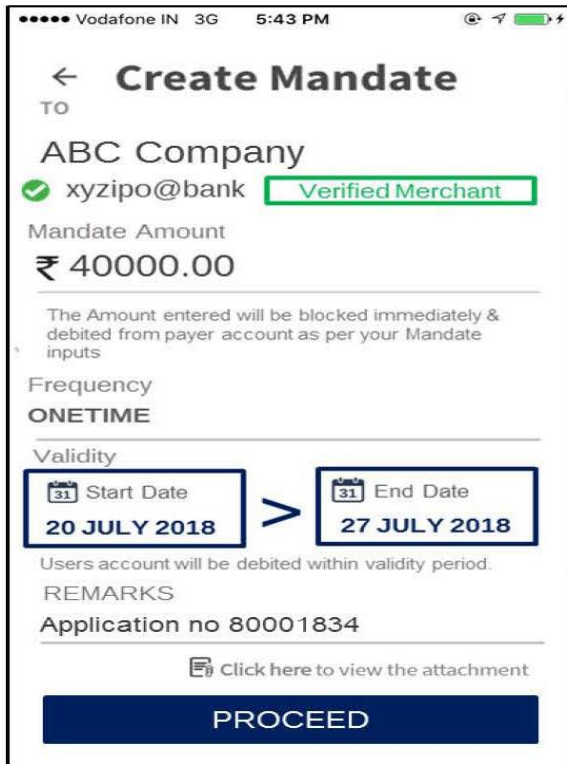 Vodafone IN 3G 5:43 PM
← Create Mandate
TO
ABC Company
xyzipo@bank Verified Merchant
Mandate Amount
₹ 40000.00
The Amount entered will be blocked immediately &
debited from payer account as per your Mandate
inputs
Frequency
ONETIME
Validity
31 Start Date > 31 End Date
20 JULY 2018 27 JULY 2018
Users account will be debited within validity period.
REMARKS
Application no 80001834
Click here to view the attachment
PROCEED